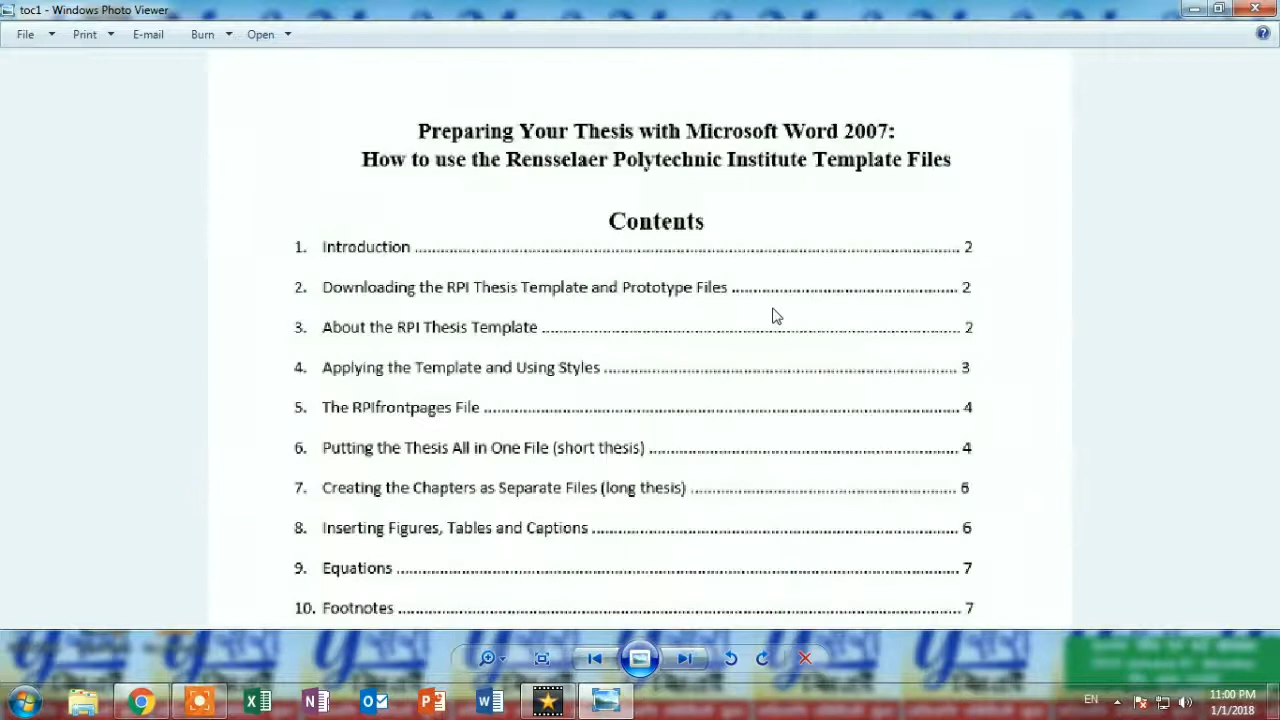 toc1 - Windows Photo Viewer
File Print E-mail Burn Open
Preparing Your Thesis with Microsoft Word 2007:
How to use the Rensselaer Polytechnic Institute Template Files
Contents
1. Introduction ........................................ 2
2. Downloading the RPI Thesis Template and Prototype Files ........................................ 2
3. About the RPI Thesis Template ........................................ 2
4. Applying the Template and Using Styles ........................................ 3
5. The RPIfrontpages File ........................................ 4
6. Putting the Thesis All in One File (short thesis) ........................................ 4
7. Creating the Chapters as Separate Files (long thesis) ........................................ 6
8. Inserting Figures, Tables and Captions ........................................ 6
9. Equations ........................................ 7
10. Footnotes ........................................ 7
EN
11:00 PM
1/1/2018